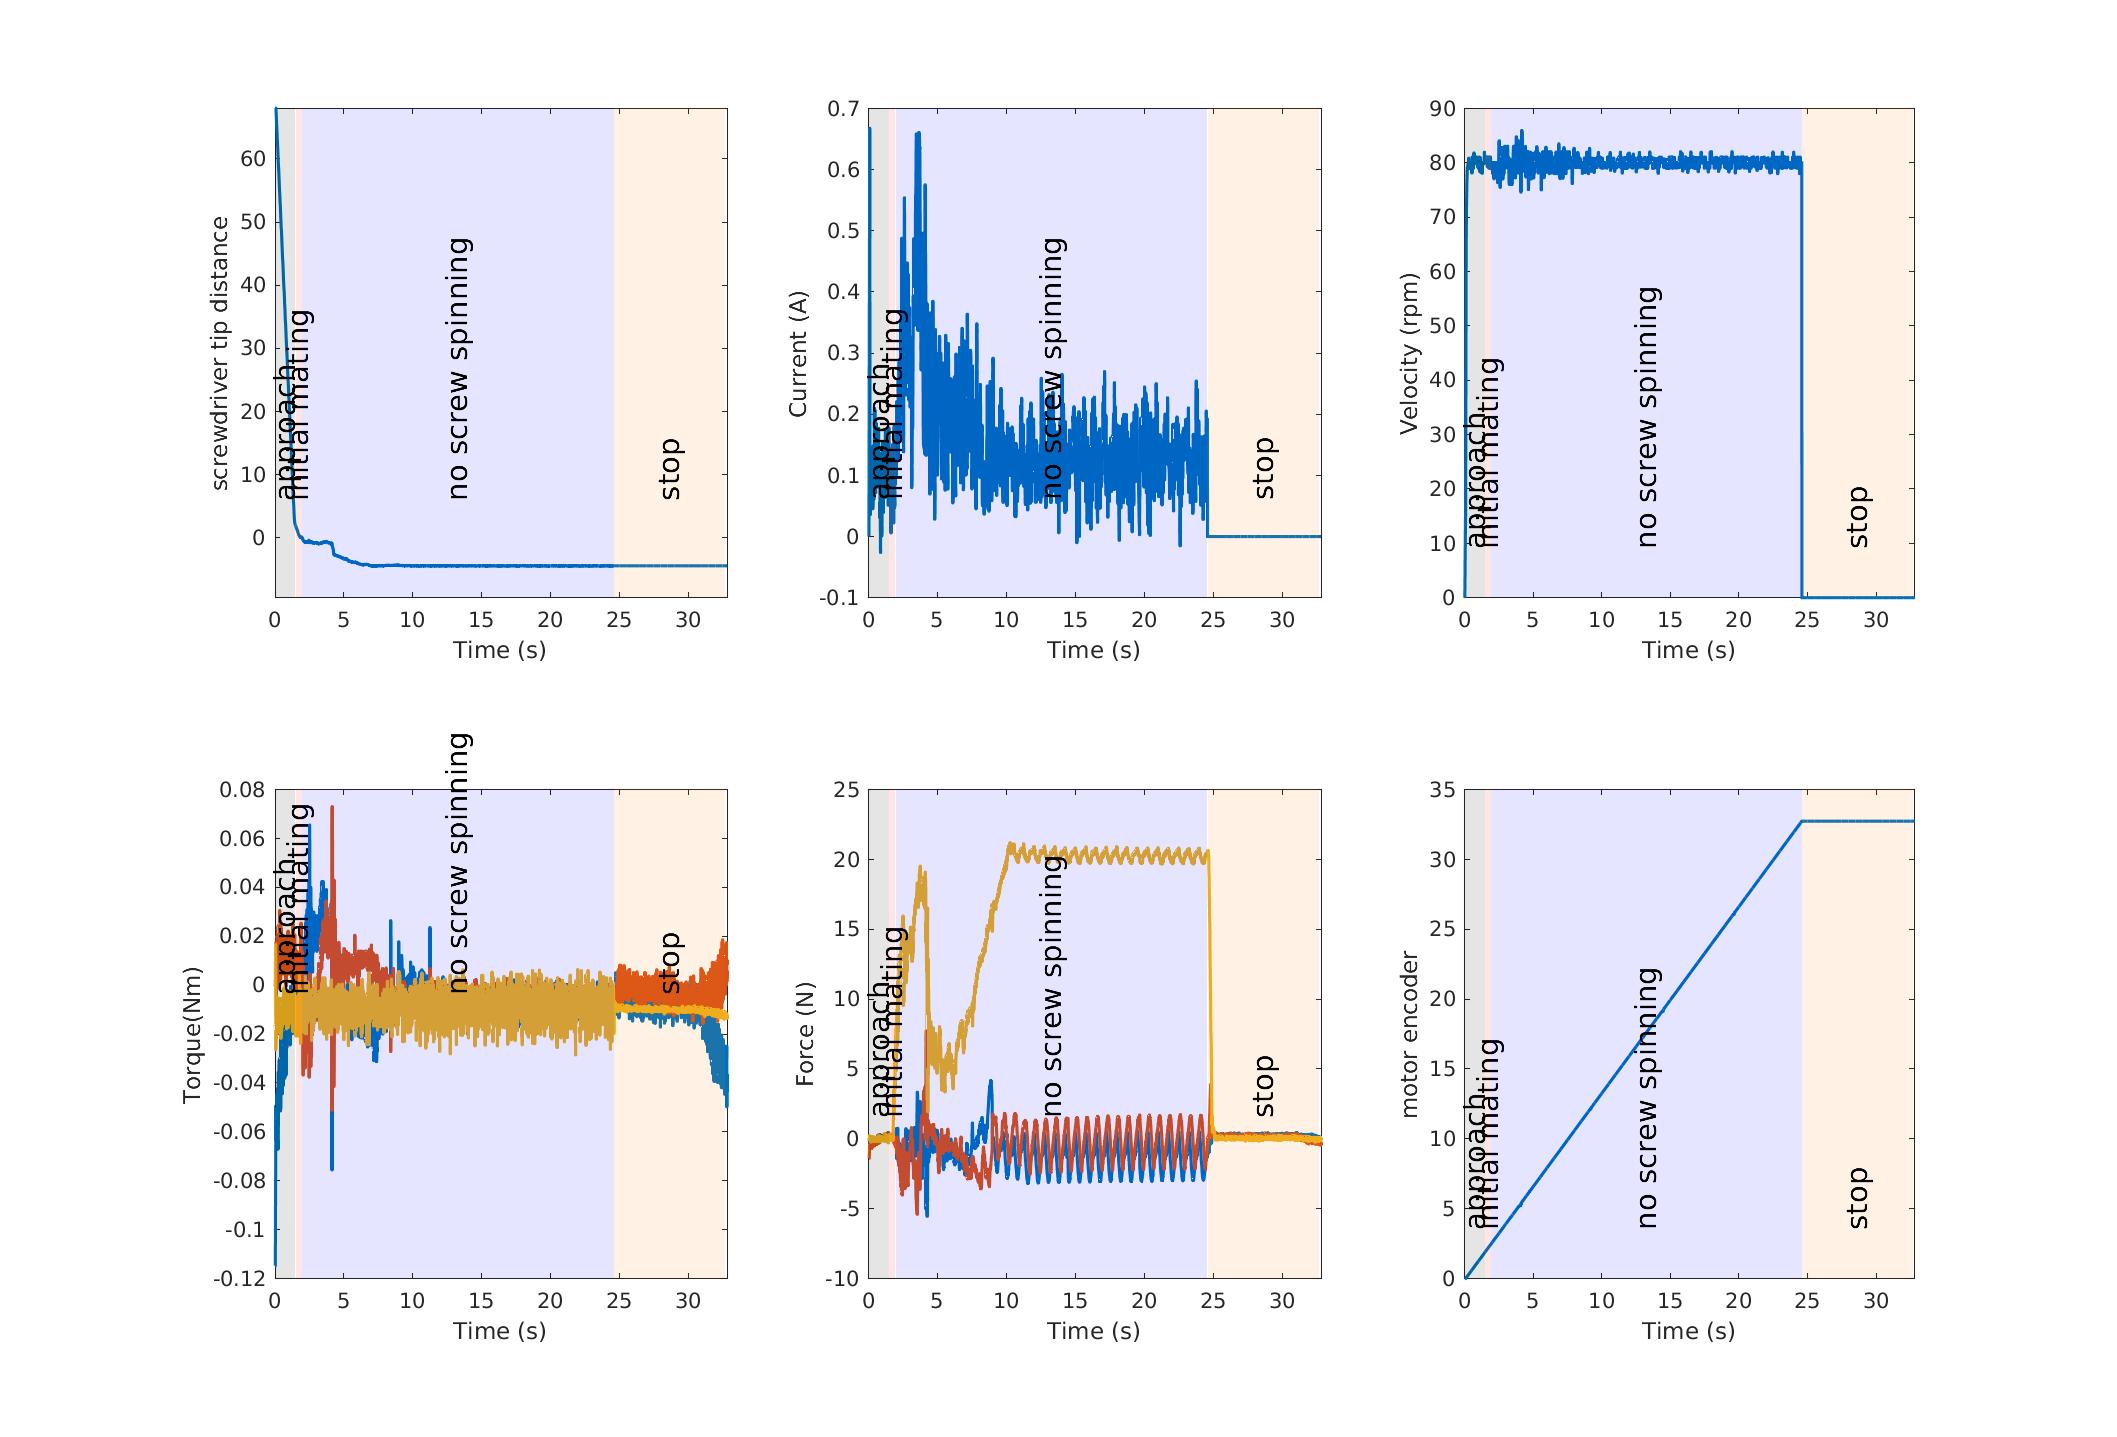 screwdriver tip distance
60
50
40
30
20
10
0
approach
initial mating
no screw spinning
stop
0 5 10 15 20 25 30
Time (s)
Current (A)
0.7
0.6
0.5
0.4
0.3
0.2
0.1
0
-0.1
approach
initial mating
no screw spinning
stop
0 5 10 15 20 25 30
Time (s)
Velocity (rpm)
90
80
70
60
50
40
30
20
10
0
approach
initial mating
no screw spinning
stop
0 5 10 15 20 25 30
Time (s)
Torque(Nm)
0.08
0.06
0.04
0.02
0
-0.02
-0.04
-0.06
-0.08
-0.1
-0.12
approach
initial mating
no screw spinning
stop
0 5 10 15 20 25 30
Time (s)
Force (N)
25
20
15
10
5
0
-5
-10
approach
initial mating
no screw spinning
stop
0 5 10 15 20 25 30
Time (s)
motor encoder
35
30
25
20
15
10
5
0
approach
initial mating
no screw spinning
stop
0 5 10 15 20 25 30
Time (s)